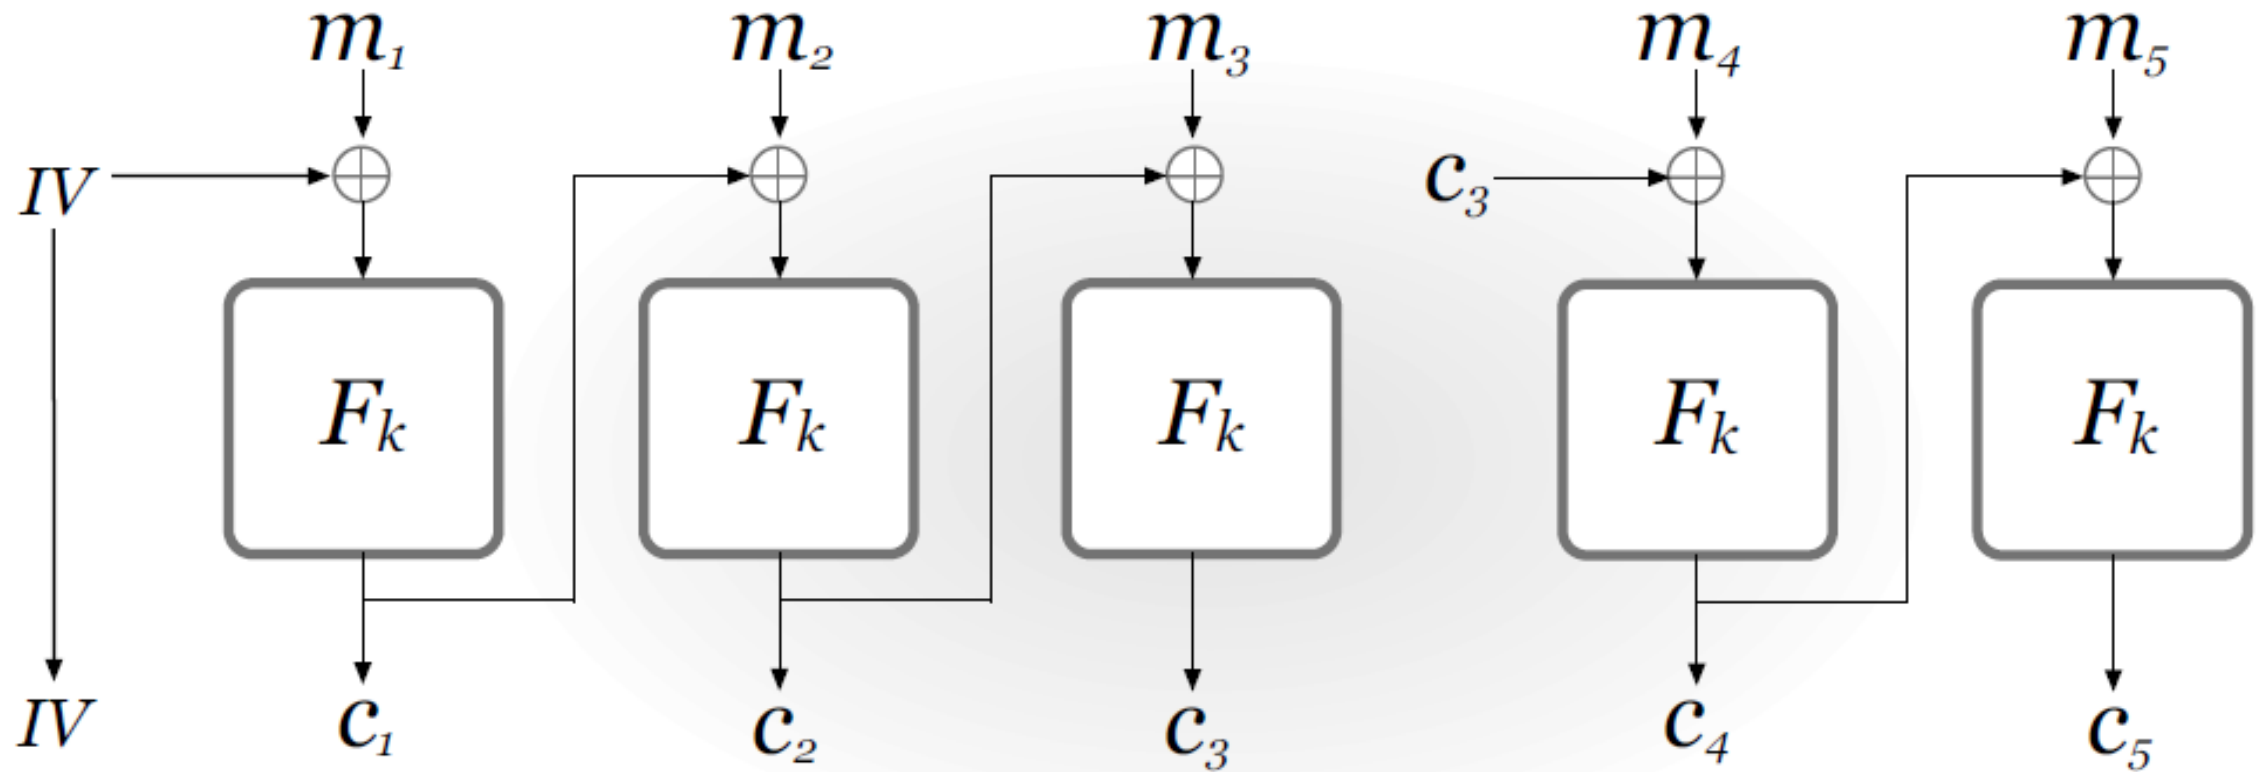 m₁ m₂ m₃ m₄ m₅
IV c₃
Fₖ Fₖ Fₖ Fₖ Fₖ
IV c₁ c₂ c₃ c₄ c₅